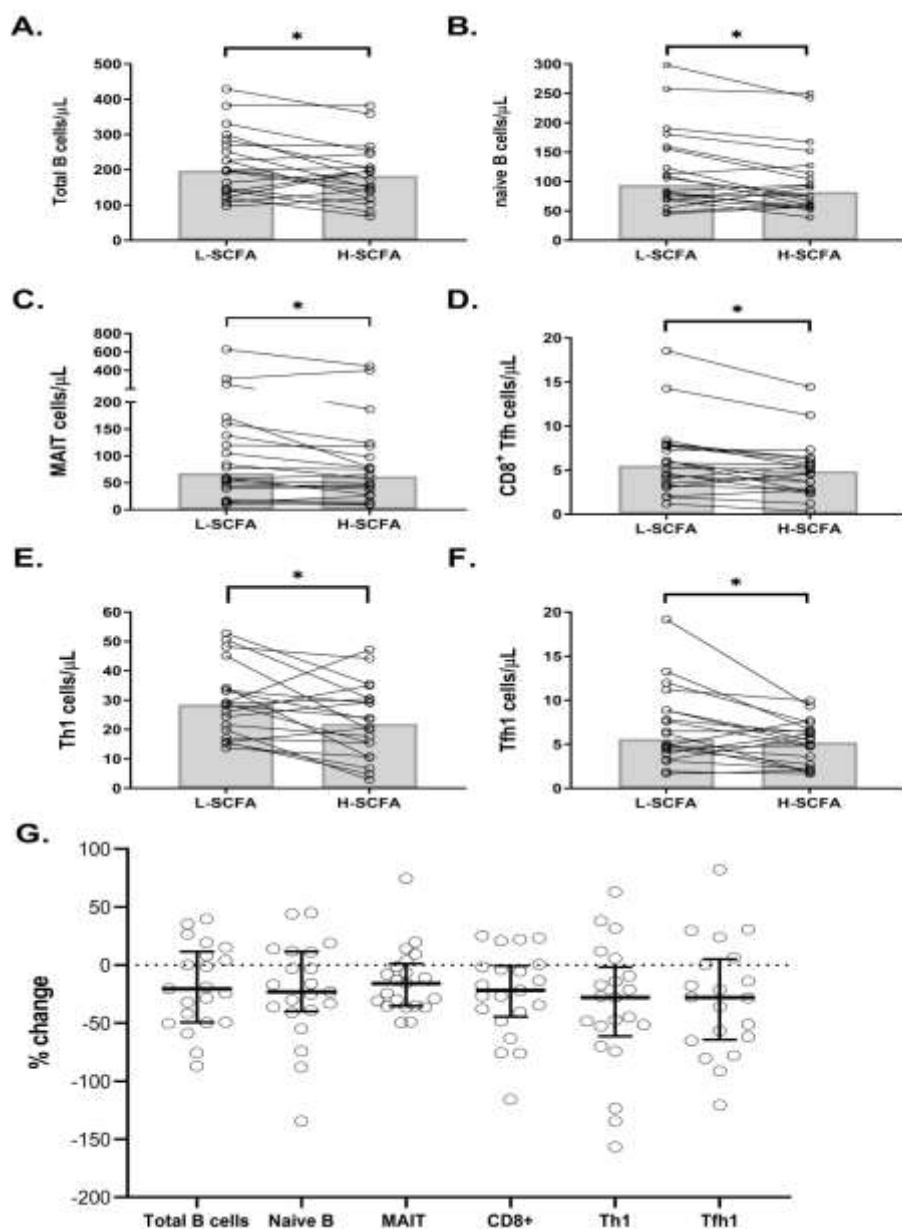 A.
*
Total B cells/μL
500
400
300
200
100
0
L-SCFA H-SCFA
B.
*
naive B cells/μL
300
250
200
150
100
50
0
L-SCFA H-SCFA
C.
*
MAIT cells/μL
800
600
400
200
150
100
50
0
L-SCFA H-SCFA
D.
*
CD8+ Tfh cells/μL
20
15
10
5
0
L-SCFA H-SCFA
E.
*
Th1 cells/μL
60
50
40
30
20
10
0
L-SCFA H-SCFA
F.
*
Tfh1 cells/μL
20
15
10
5
0
L-SCFA H-SCFA
G.
% change
100
50
0
-50
-100
-150
-200
Total B cells Naive B MAIT CD8+ Th1 Tfh1